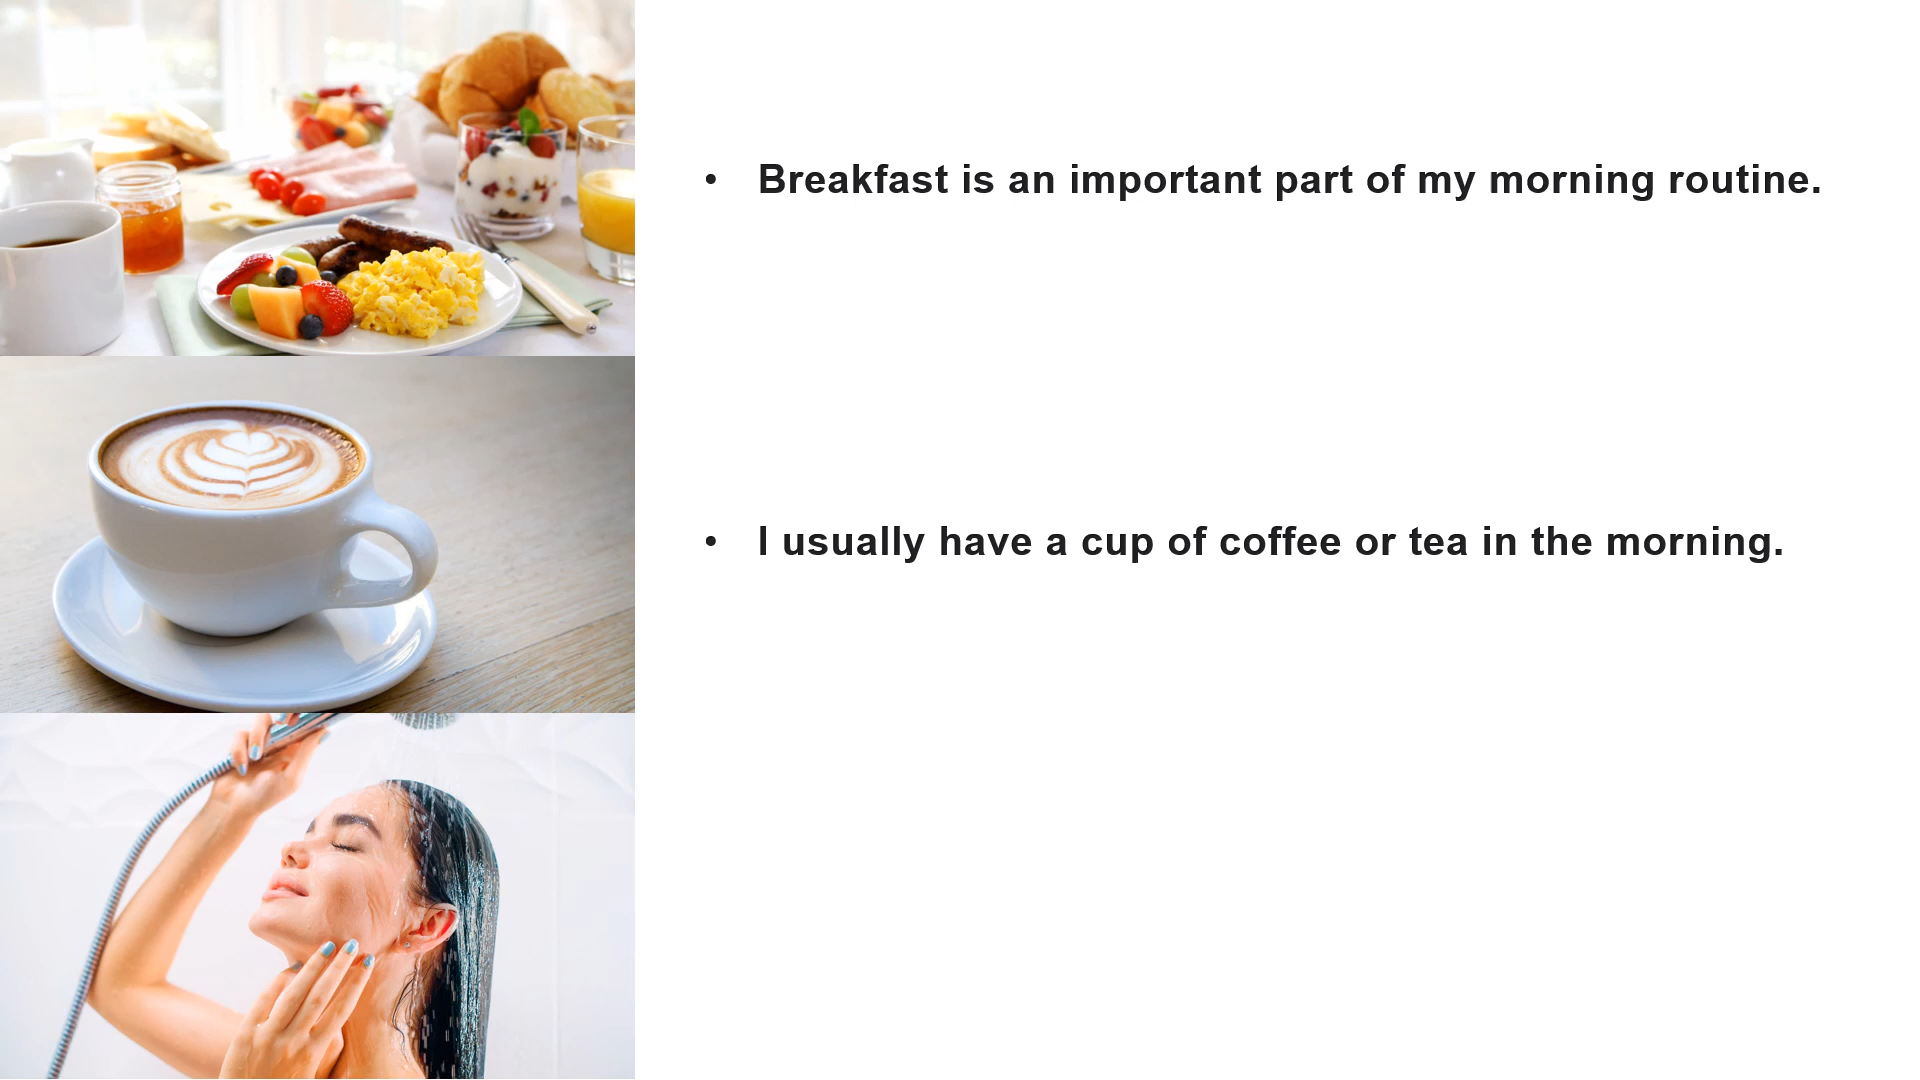 • Breakfast is an important part of my morning routine.
• I usually have a cup of coffee or tea in the morning.